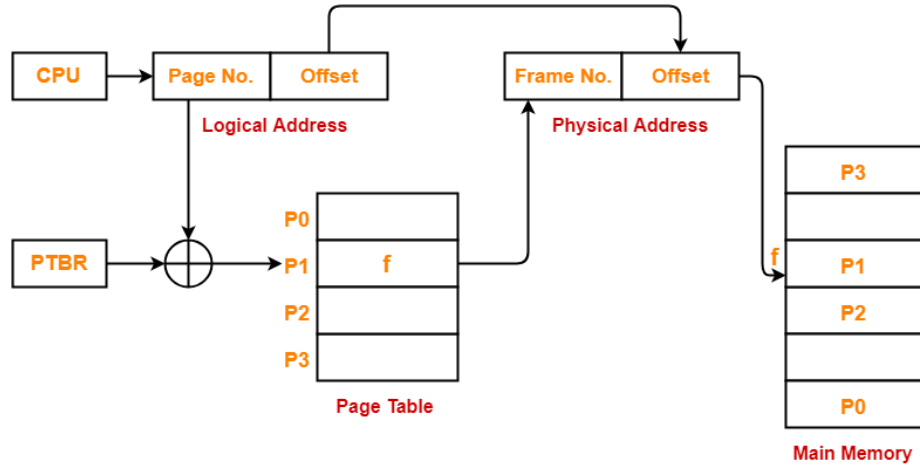 CPU
Page No.
Offset
Frame No.
Offset
Logical Address
Physical Address
P3
P0
PTBR
P1
f
f
P1
P2
P2
P3
Page Table
P0
Main Memory